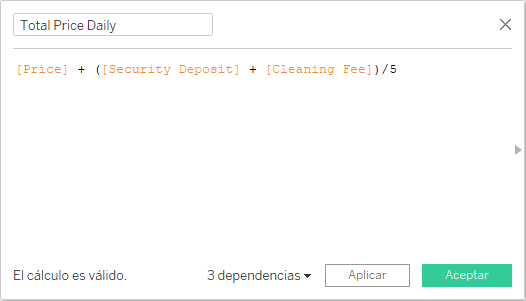 Total Price Daily
[Price] + ([Security Deposit] + [Cleaning Fee])/5
El cálculo es válido.
3 dependencias
Aplicar
Aceptar